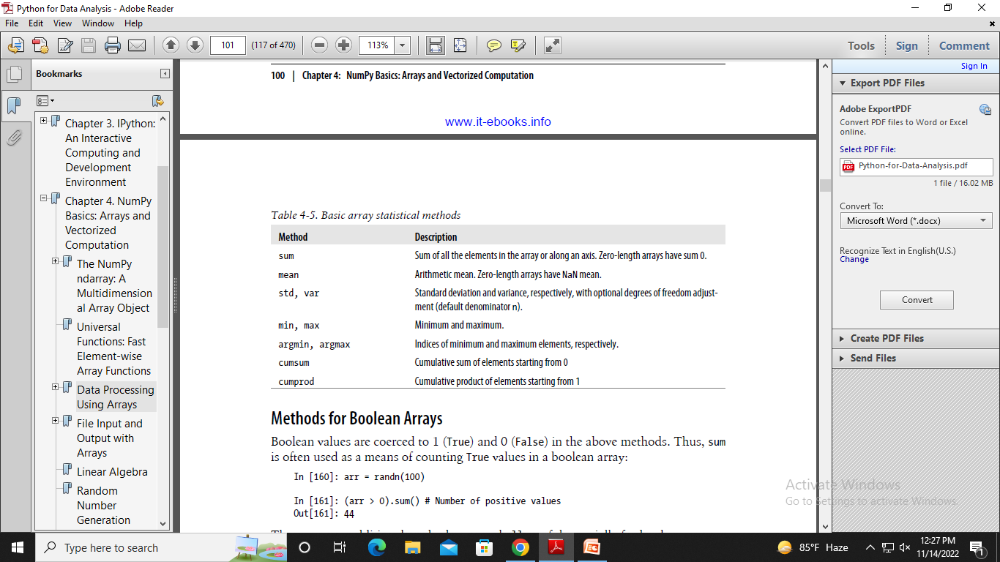 Python for Data Analysis - Adobe Reader
File Edit View Window Help
101 (117 of 470) 113% Tools Sign Comment
Bookmarks
Chapter 3. IPython:
An Interactive
Computing and
Development
Environment
Chapter 4. NumPy
Basics: Arrays and
Vectorized
Computation
The NumPy
ndarray: A
Multidimension
al Array Object
Universal
Functions: Fast
Element-wise
Array Functions
Data Processing
Using Arrays
File Input and
Output with
Arrays
Linear Algebra
Random
Number
Generation
100 | Chapter 4: NumPy Basics: Arrays and Vectorized Computation
www.it-ebooks.info
Table 4-5. Basic array statistical methods
Method Description
sum Sum of all the elements in the array or along an axis. Zero-length arrays have sum 0.
mean Arithmetic mean. Zero-length arrays have NaN mean.
std, var Standard deviation and variance, respectively, with optional degrees of freedom adjust-
ment (default denominator n).
min, max Minimum and maximum.
argmin, argmax Indices of minimum and maximum elements, respectively.
cumsum Cumulative sum of elements starting from 0
cumprod Cumulative product of elements starting from 1
Methods for Boolean Arrays
Boolean values are coerced to 1 (True) and 0 (False) in the above methods. Thus, sum
is often used as a means of counting True values in a boolean array:
In [160]: arr = randn(100)
In [161]: (arr > 0).sum() # Number of positive values
Out[161]: 44
Sign In
Export PDF Files
Adobe ExportPDF
Convert PDF files to Word or Excel
online.
Select PDF File:
PDF Python-for-Data-Analysis.pdf
1 file / 16.02 MB
Convert To:
Microsoft Word (*.docx)
Recognize Text in English(U.S.)
Change
Convert
Create PDF Files
Send Files
Activate Windows
Go to Settings to activate Windows.
Type here to search
85°F Haze
12:27 PM
11/14/2022
1